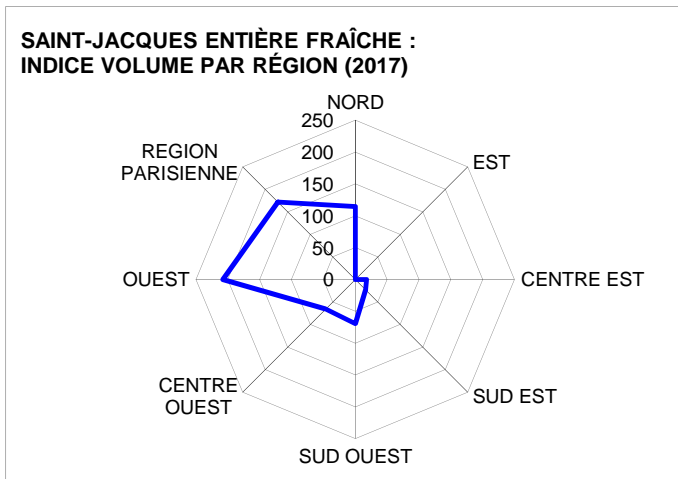 SAINT-JACQUES ENTIÈRE FRAÎCHE :
INDICE VOLUME PAR RÉGION (2017)
NORD
250
200
150
100
50
0
EST
CENTRE EST
SUD EST
SUD OUEST
CENTRE
OUEST
OUEST
REGION
PARISIENNE